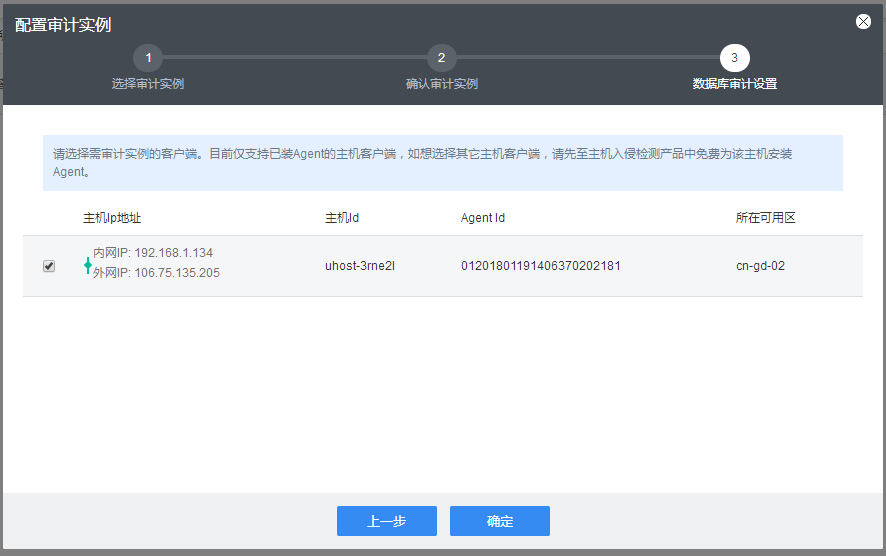 配置审计实例
1
2
3
选择审计实例
确认审计实例
数据库审计设置
请选择需审计实例的客户端。目前仅支持已装Agent的主机客户端，如想选择其它主机客户端，请先至主机入侵检测产品中免费为该主机安装
Agent。
主机Ip地址 主机Id Agent Id 所在可用区
内网IP: 192.168.1.134
外网IP: 106.75.135.205
uhost-3rne2l 01201801191406370202181 cn-gd-02
上一步 确定